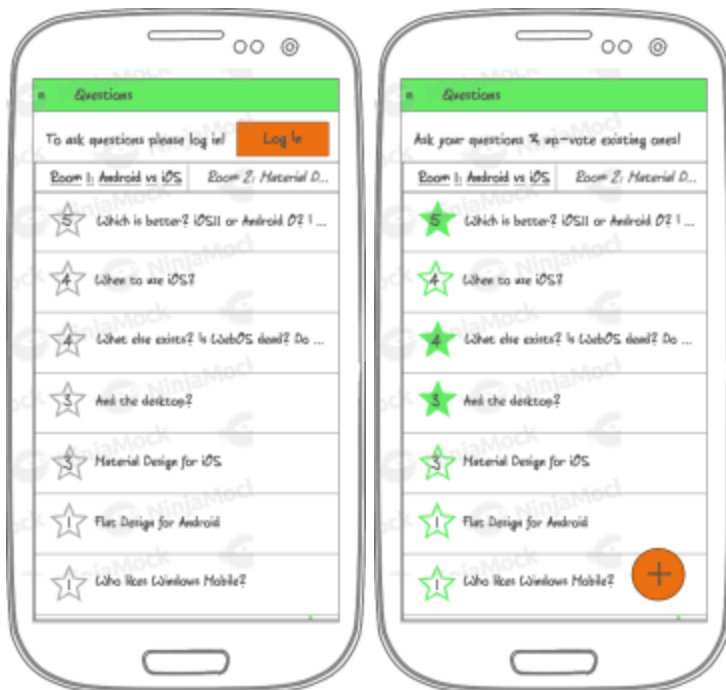 Questions
To ask questions please log in!
Log In
Room 1: Android vs iOS
Room 2: Material D...
5 Which is better? iOS11 or Android O? I ...
4 When to use iOS?
4 What else exists? Is WebOS dead? Do ...
3 And the desktop?
3 Material Design for iOS
1 Flat Design for Android
1 Who likes Windows Mobile?
Questions
Ask your questions & up-vote existing ones!
Room 1: Android vs iOS
Room 2: Material D...
5 Which is better? iOS11 or Android O? I ...
4 When to use iOS?
4 What else exists? Is WebOS dead? Do ...
3 And the desktop?
3 Material Design for iOS
1 Flat Design for Android
1 Who likes Windows Mobile?
+
NinjaMock